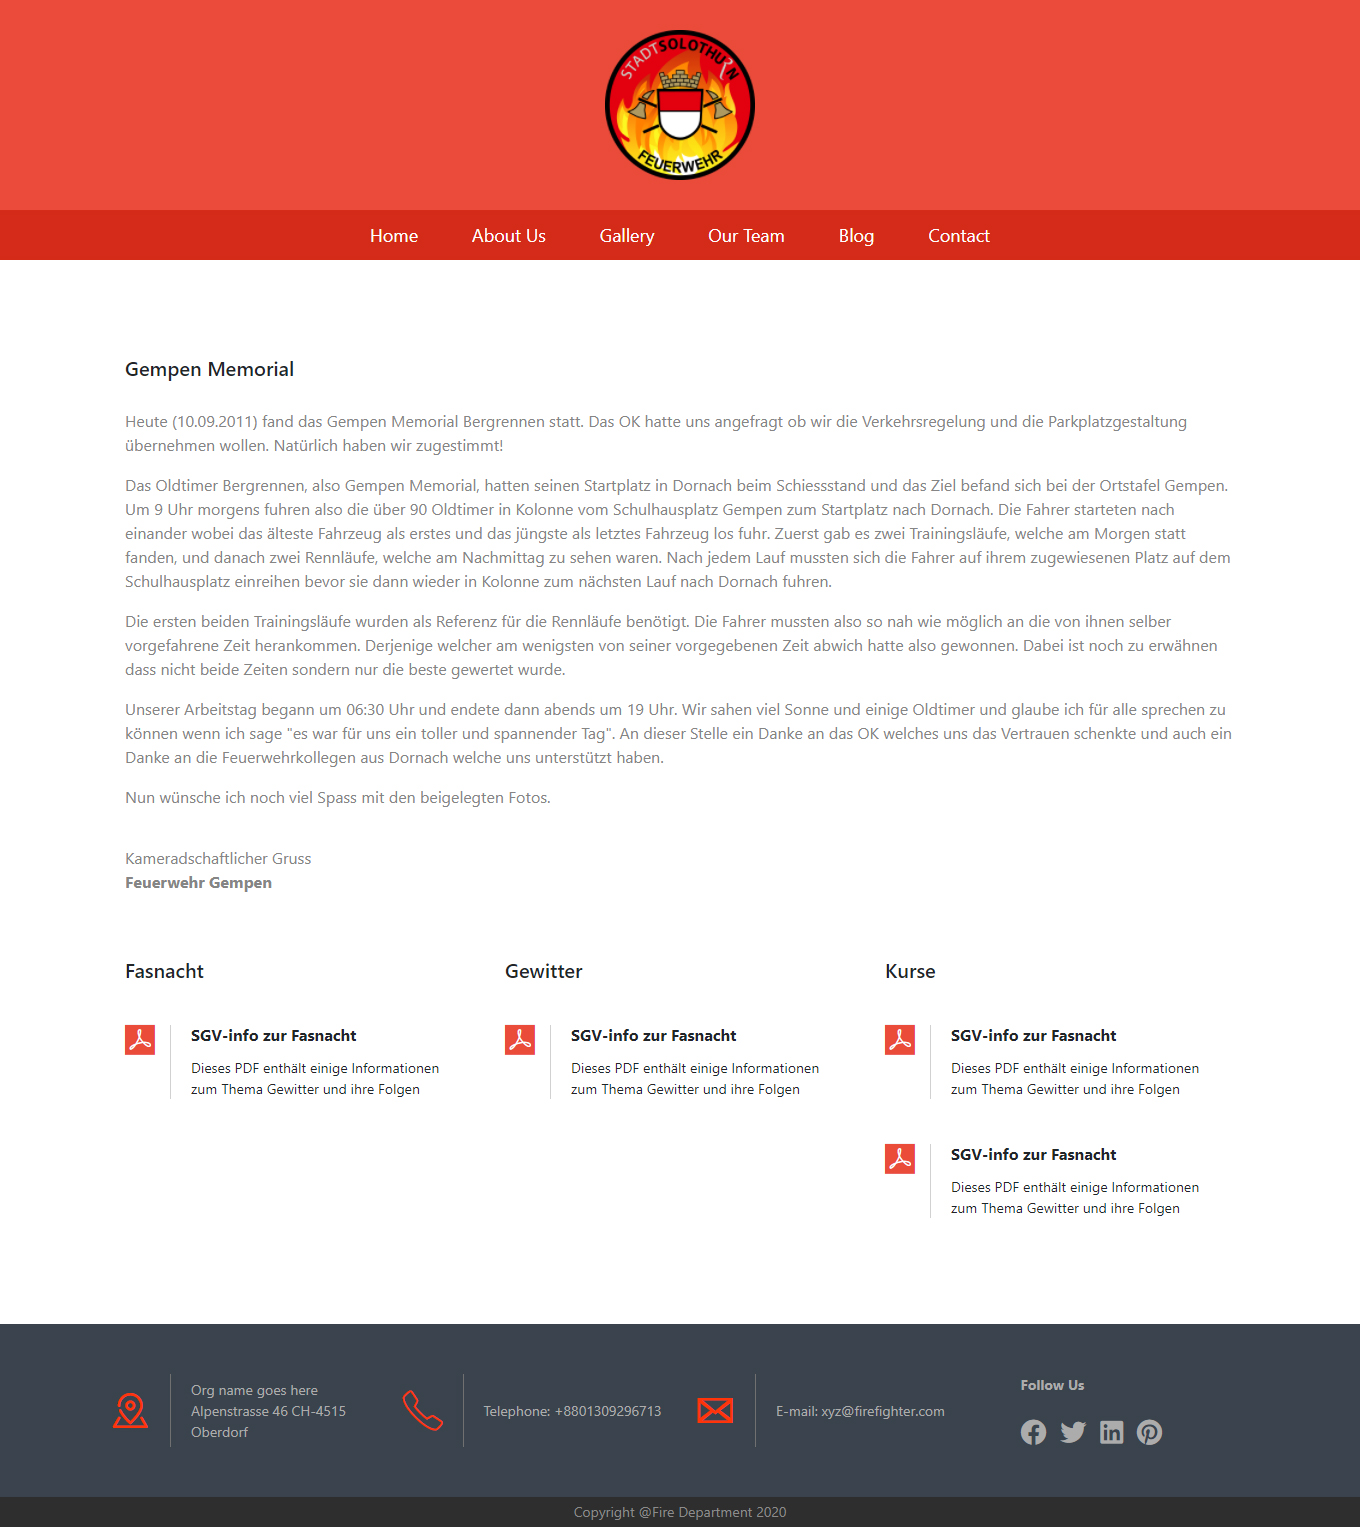 STADTSOLOTHURN
FEUERWEHR
Home About Us Gallery Our Team Blog Contact
Gempen Memorial
Heute (10.09.2011) fand das Gempen Memorial Bergrennen statt. Das OK hatte uns angefragt ob wir die Verkehrsregelung und die Parkplatzgestaltung
übernehmen wollen. Natürlich haben wir zugestimmt!
Das Oldtimer Bergrennen, also Gempen Memorial, hatten seinen Startplatz in Dornach beim Schiessstand und das Ziel befand sich bei der Ortstafel Gempen.
Um 9 Uhr morgens fuhren also die über 90 Oldtimer in Kolonne vom Schulhausplatz Gempen zum Startplatz nach Dornach. Die Fahrer starteten nach
einander wobei das älteste Fahrzeug als erstes und das jüngste als letztes Fahrzeug los fuhr. Zuerst gab es zwei Trainingsläufe, welche am Morgen statt
fanden, und danach zwei Rennläufe, welche am Nachmittag zu sehen waren. Nach jedem Lauf mussten sich die Fahrer auf ihrem zugewiesenen Platz auf dem
Schulhausplatz einreihen bevor sie dann wieder in Kolonne zum nächsten Lauf nach Dornach fuhren.
Die ersten beiden Trainingsläufe wurden als Referenz für die Rennläufe benötigt. Die Fahrer mussten also so nah wie möglich an die von ihnen selber
vorgefahrene Zeit herankommen. Derjenige welcher am wenigsten von seiner vorgegebenen Zeit abwich hatte also gewonnen. Dabei ist noch zu erwähnen
dass nicht beide Zeiten sondern nur die beste gewertet wurde.
Unserer Arbeitstag begann um 06:30 Uhr und endete dann abends um 19 Uhr. Wir sahen viel Sonne und einige Oldtimer und glaube ich für alle sprechen zu
können wenn ich sage "es war für uns ein toller und spannender Tag". An dieser Stelle ein Danke an das OK welches uns das Vertrauen schenkte und auch ein
Danke an die Feuerwehrkollegen aus Dornach welche uns unterstützt haben.
Nun wünsche ich noch viel Spass mit den beigelegten Fotos.
Kameradschaftlicher Gruss
Feuerwehr Gempen
Fasnacht
SGV-info zur Fasnacht
Dieses PDF enthält einige Informationen
zum Thema Gewitter und ihre Folgen
Gewitter
SGV-info zur Fasnacht
Dieses PDF enthält einige Informationen
zum Thema Gewitter und ihre Folgen
Kurse
SGV-info zur Fasnacht
Dieses PDF enthält einige Informationen
zum Thema Gewitter und ihre Folgen
SGV-info zur Fasnacht
Dieses PDF enthält einige Informationen
zum Thema Gewitter und ihre Folgen
Org name goes here
Alpenstrasse 46 CH-4515
Oberdorf
Telephone: +8801309296713
E-mail: xyz@firefighter.com
Follow Us
Copyright @Fire Department 2020